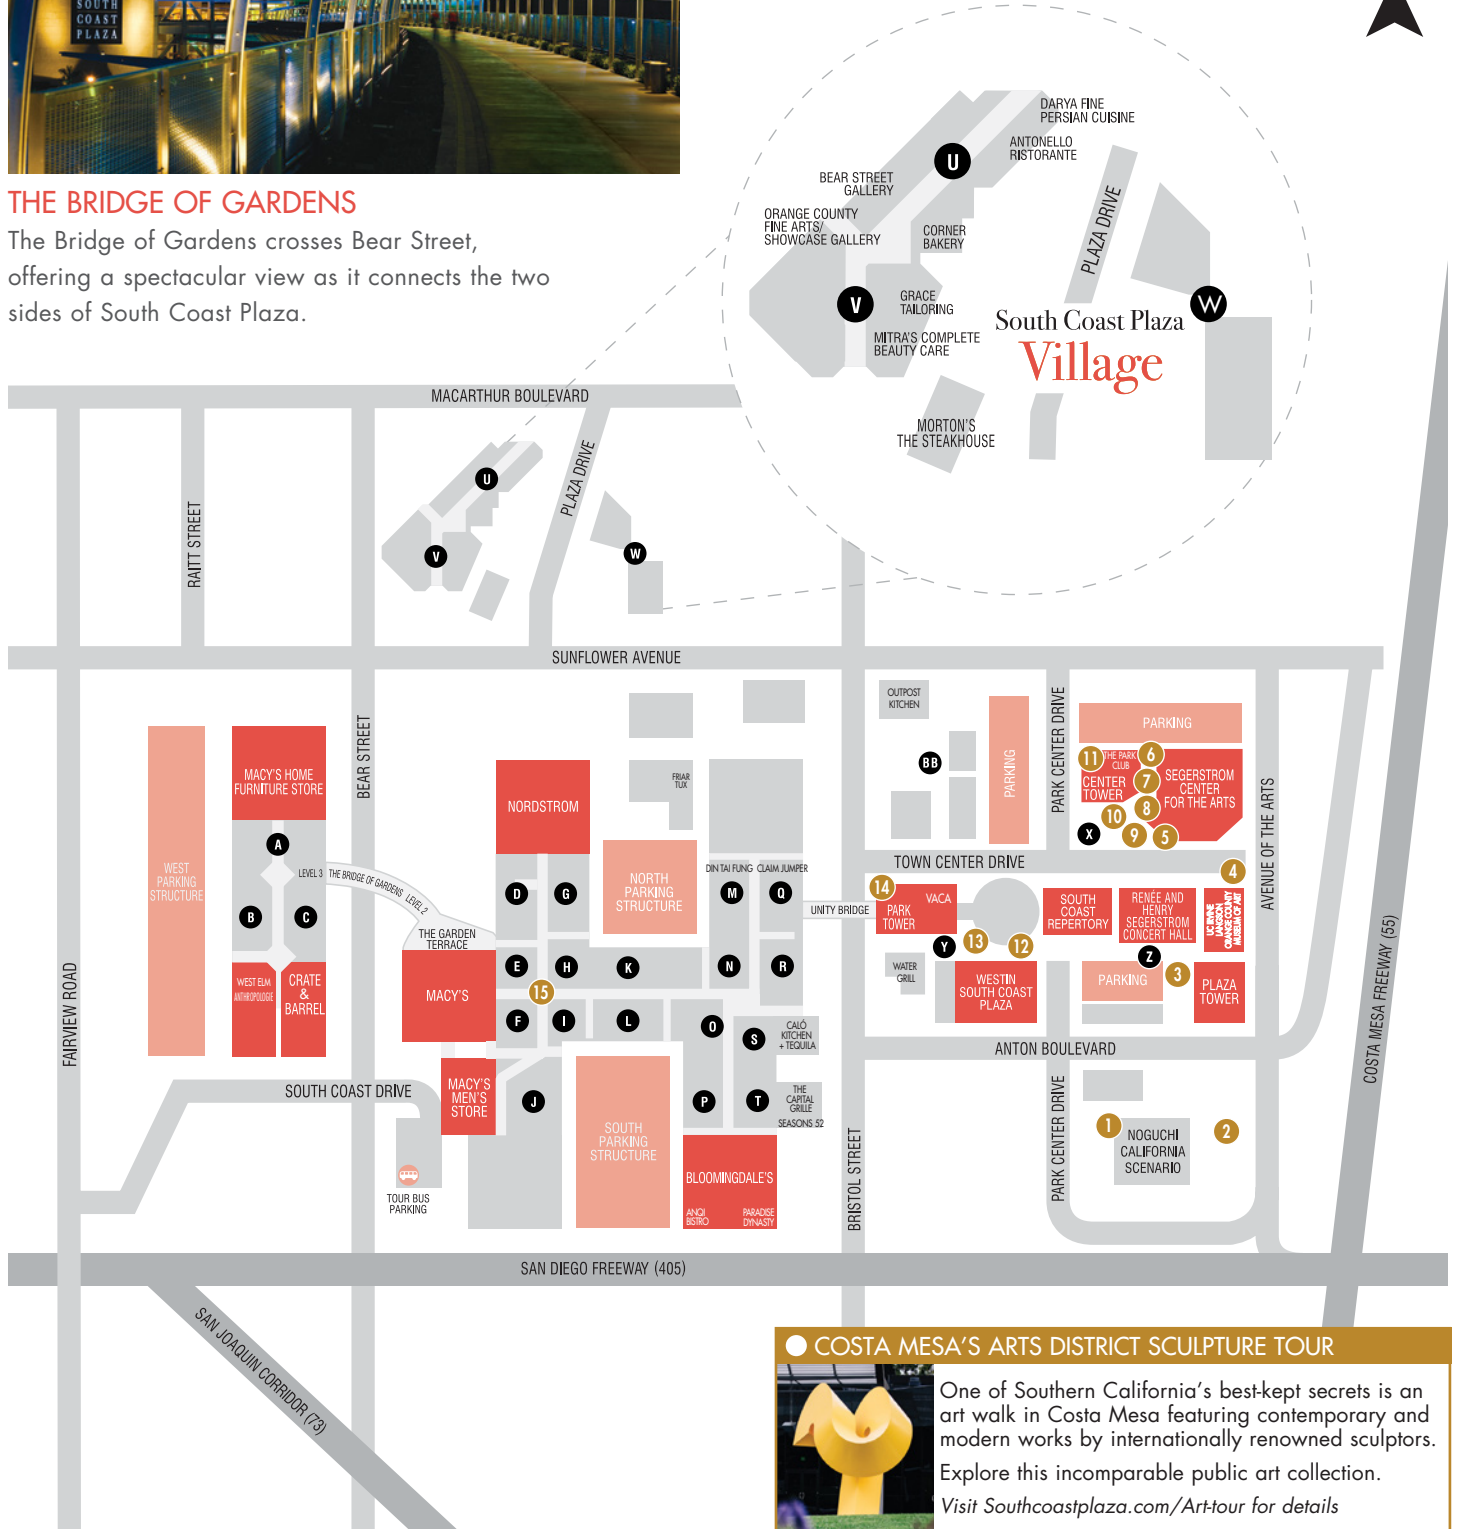 SOUTH
COAST
PLAZA
THE BRIDGE OF GARDENS
The Bridge of Gardens crosses Bear Street,
offering a spectacular view as it connects the two
sides of South Coast Plaza.
DARYA FINE
PERSIAN CUISINE
ANTONELLO
RISTORANTE
U
BEAR STREET
GALLERY
ORANGE COUNTY
FINE ARTS/
SHOWCASE GALLERY
CORNER
BAKERY
PLAZA DRIVE
V
GRACE
TAILORING
MITRA'S COMPLETE
BEAUTY CARE
W
South Coast Plaza
Village
MORTON'S
THE STEAKHOUSE
MACARTHUR BOULEVARD
RAITT STREET
U
V
PLAZA DRIVE
W
SUNFLOWER AVENUE
FAIRVIEW ROAD
BEAR STREET
WEST
PARKING
STRUCTURE
MACY'S HOME
FURNITURE STORE
A
B
C
LEVEL 3 THE BRIDGE OF GARDENS LEVEL 2
THE GARDEN
TERRACE
WEST ELM
ANTHROPOLOGIE
CRATE
&
BARREL
MACY'S
MACY'S
MEN'S
STORE
SOUTH COAST DRIVE
TOUR BUS
PARKING
NORDSTROM
FRIAR
TUX
NORTH
PARKING
STRUCTURE
DIN TAI FUNG
CLAIM JUMPER
D
G
M
Q
E
H
K
N
R
15
F
I
L
O
S
CALÓ
KITCHEN
+ TEQUILA
J
P
T
THE
CAPITAL
GRILLE
SEASONS 52
SOUTH
PARKING
STRUCTURE
BLOOMINGDALE'S
ANQI
BISTRO
PARADISE
DYNASTY
UNITY BRIDGE
BRISTOL STREET
OUTPOST
KITCHEN
BB
PARKING
PARK CENTER DRIVE
PARKING
11
THE PARK
CLUB
6
CENTER
TOWER
7
SEGERSTROM
CENTER
FOR THE ARTS
8
10
9
5
X
TOWN CENTER DRIVE
AVENUE OF THE ARTS
4
14
PARK
TOWER
VACA
SOUTH
COAST
REPERTORY
RENÉE AND
HENRY
SEGERSTROM
CONCERT HALL
UC IRVINE
LANGSON
ORANGE COUNTY
MUSEUM OF ART
Y
13
12
Z
WATER
GRILL
WESTIN
SOUTH COAST
PLAZA
PARKING
3
PLAZA
TOWER
ANTON BOULEVARD
PARK CENTER DRIVE
1
NOGUCHI
CALIFORNIA
SCENARIO
2
COSTA MESA FREEWAY (55)
SAN DIEGO FREEWAY (405)
SAN JOAQUIN CORRIDOR (73)
COSTA MESA'S ARTS DISTRICT SCULPTURE TOUR
One of Southern California's best-kept secrets is an
art walk in Costa Mesa featuring contemporary and
modern works by internationally renowned sculptors.
Explore this incomparable public art collection.
Visit Southcoastplaza.com/Art-tour for details